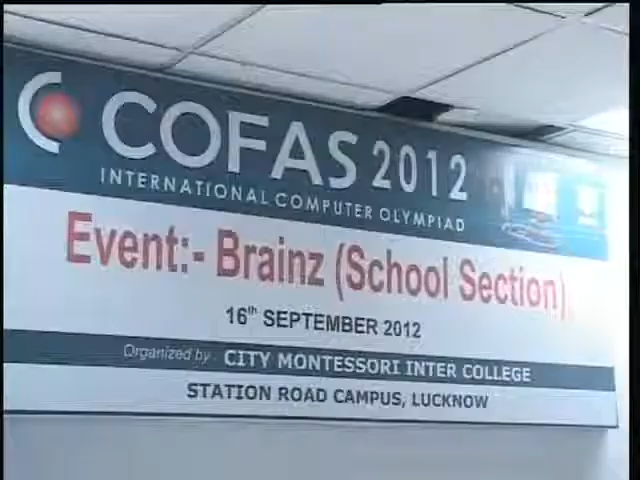 COFAS 2012
INTERNATIONAL COMPUTER OLYMPIAD
Event:- Brainz (School Section)
16th SEPTEMBER 2012
Organized by CITY MONTESSORI INTER COLLEGE
STATION ROAD CAMPUS, LUCKNOW